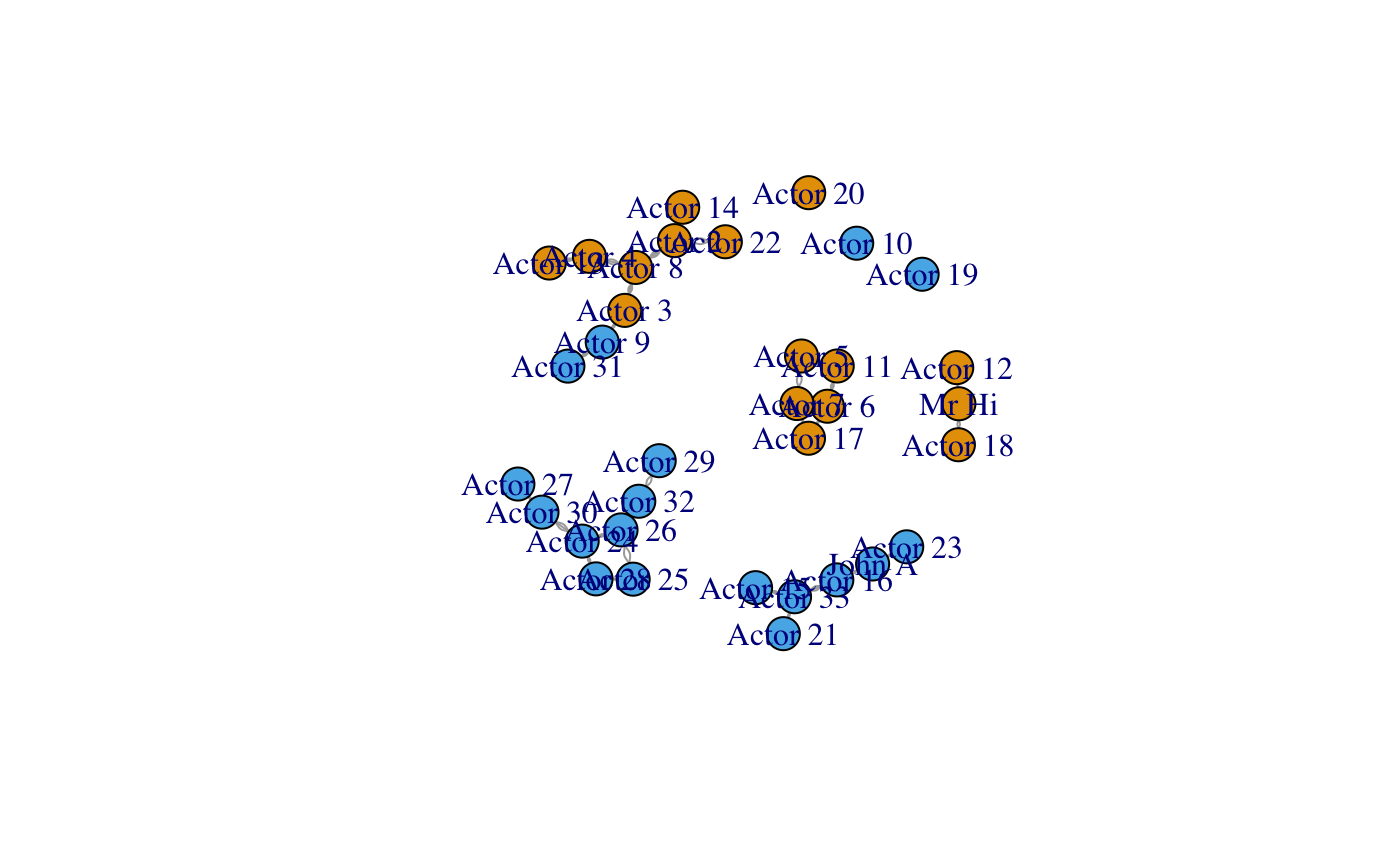 Actor 20
Actor 14
Actor 2
Actor 22
Actor 10
Actor 4
Actor 13
Actor 8
Actor 19
Actor 3
Actor 9
Actor 31
Actor 5
Actor 11
Actor 12
Actor 7
Actor 6
Mr Hi
Actor 17
Actor 18
Actor 29
Actor 27
Actor 32
Actor 30
Actor 26
Actor 24
Actor 28
Actor 25
Actor 23
John A
Actor 16
Actor 15
Actor 33
Actor 21